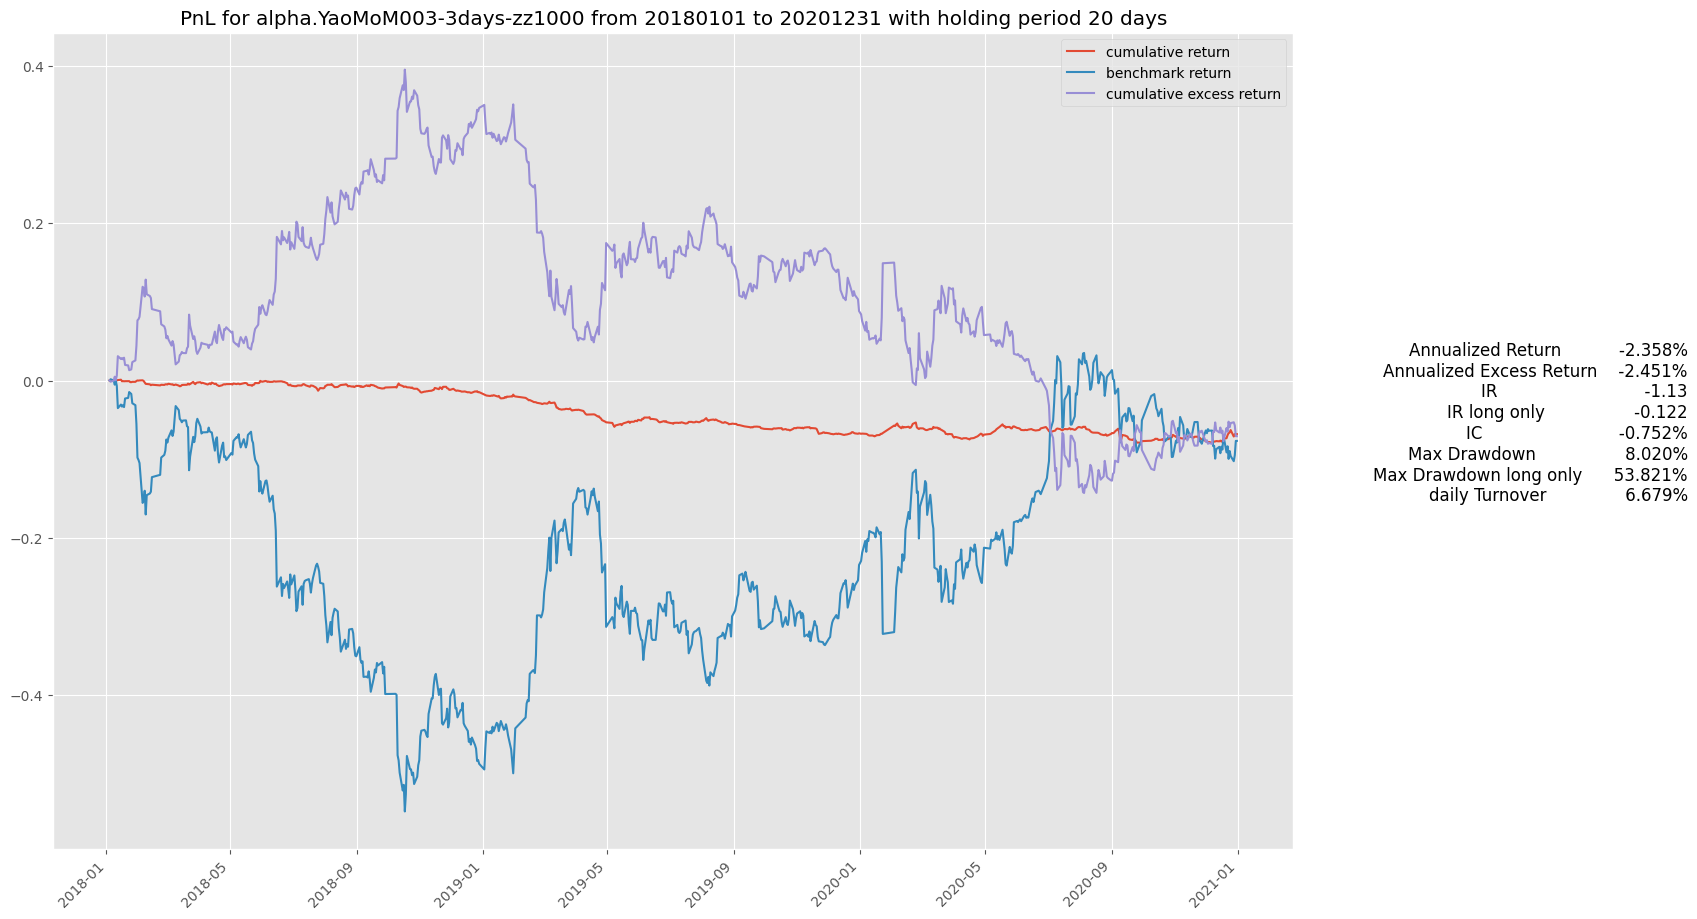 PnL for alpha.YaoMoM003-3days-zz1000 from 20180101 to 20201231 with holding period 20 days
cumulative return
benchmark return
cumulative excess return
0.4
0.2
0.0
−0.2
−0.4
2018-01
2018-05
2018-09
2019-01
2019-05
2019-09
2020-01
2020-05
2020-09
2021-01
Annualized Return -2.358%
Annualized Excess Return -2.451%
IR -1.13
IR long only -0.122
IC -0.752%
Max Drawdown 8.020%
Max Drawdown long only 53.821%
daily Turnover 6.679%